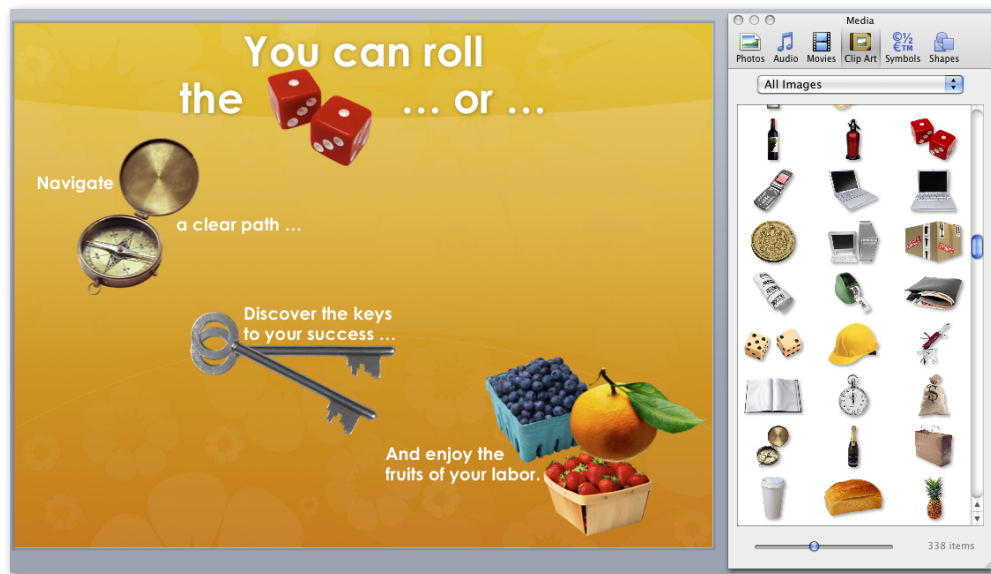 You can roll
the … or …
Navigate
a clear path …
Discover the keys
to your success …
And enjoy the
fruits of your labor.
Media
Photos Audio Movies Clip Art Symbols Shapes
All Images
338 items